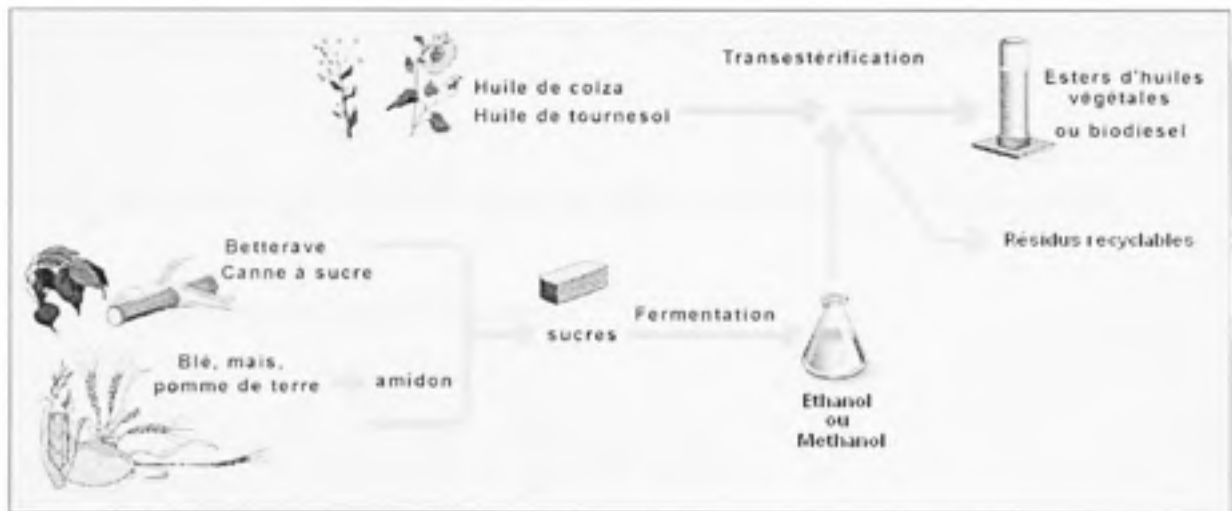 Transestérification
Huile de colza
Huile de tournesol
Esters d'huiles
végétales
ou biodiesel
Betterave
Canne à sucre
Résidus recyclables
sucres
Fermentation
Blé, mais,
pomme de terre
amidon
Ethanol
ou
Methanol